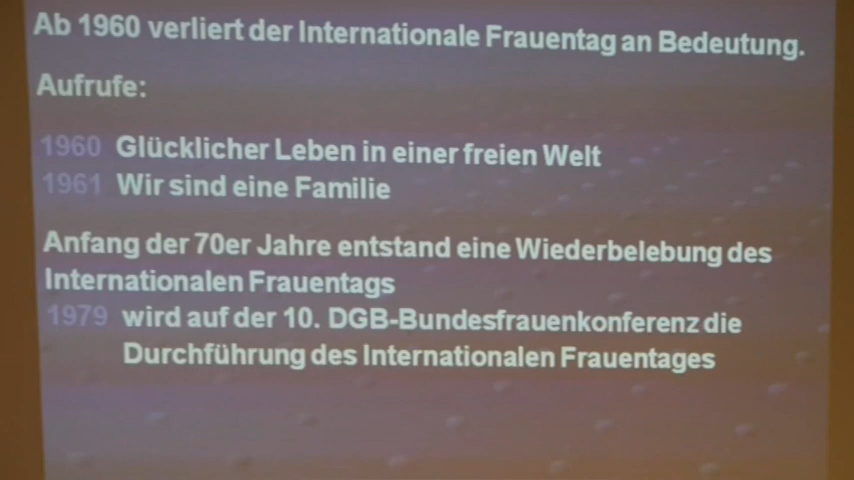 Ab 1960 verliert der Internationale Frauentag an Bedeutung.
Aufrufe:
1960 Glücklicher Leben in einer freien Welt
1961 Wir sind eine Familie
Anfang der 70er Jahre entstand eine Wiederbelebung des
Internationalen Frauentags
1979 wird auf der 10. DGB-Bundesfrauenkonferenz die
Durchführung des Internationalen Frauentages